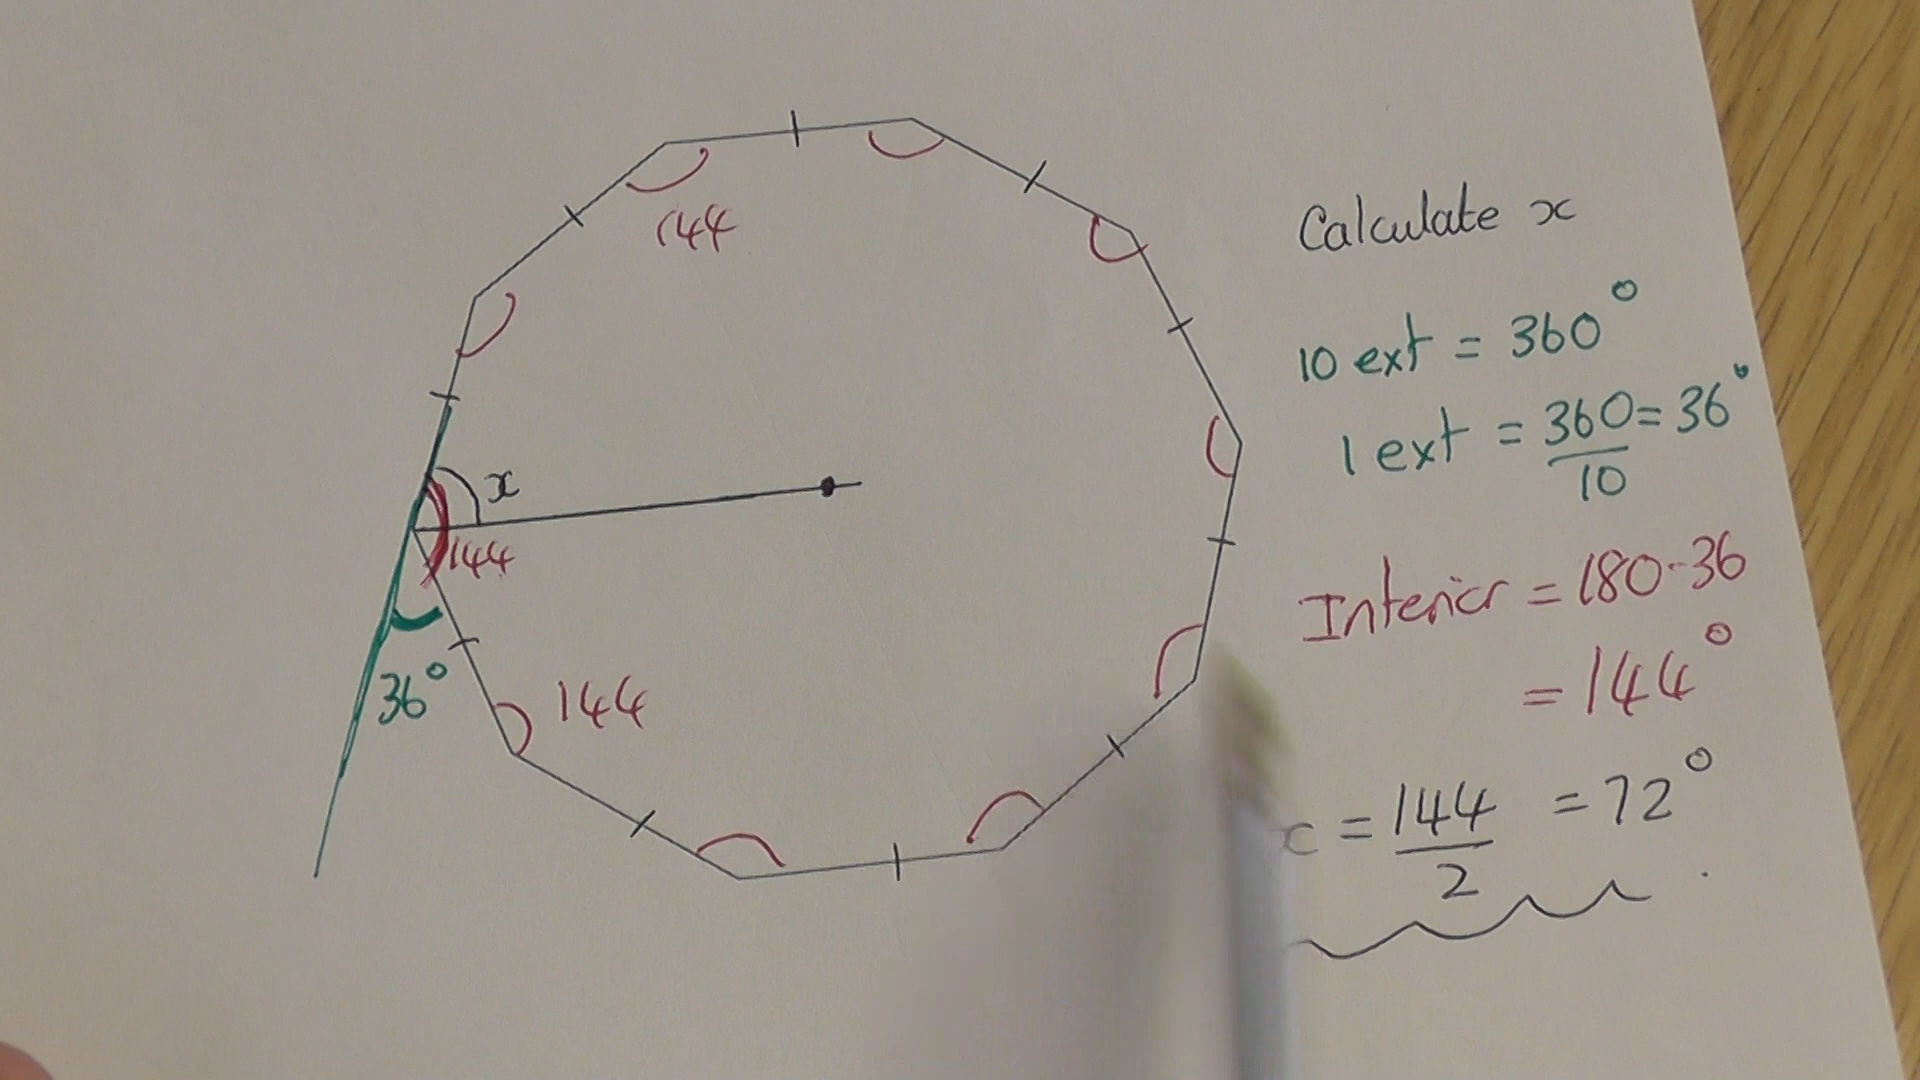 144
x
144
36°
144
Calculate x
10 ext = 360°
1 ext = 360/10 = 36°
Interior = 180-36
= 144°
x = 144/2 = 72°